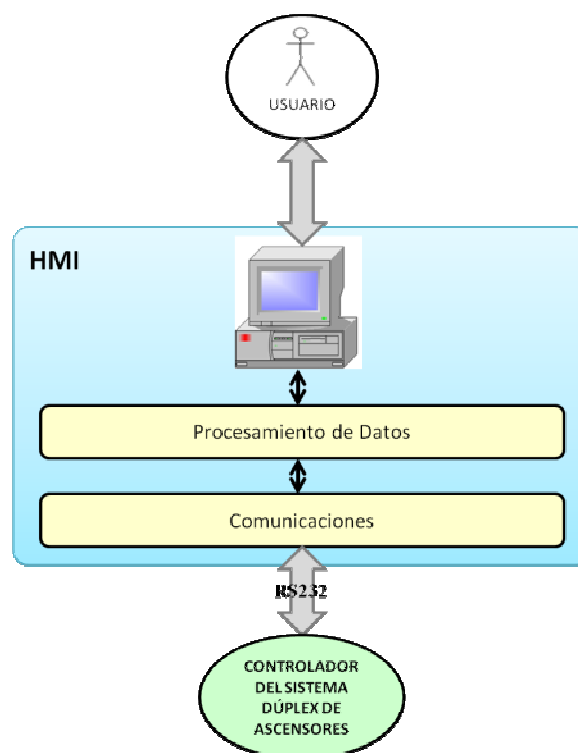 USUARIO
HMI
Procesamiento de Datos
Comunicaciones
RS232
CONTROLADOR
DEL SISTEMA
DÚPLEX DE
ASCENSORES